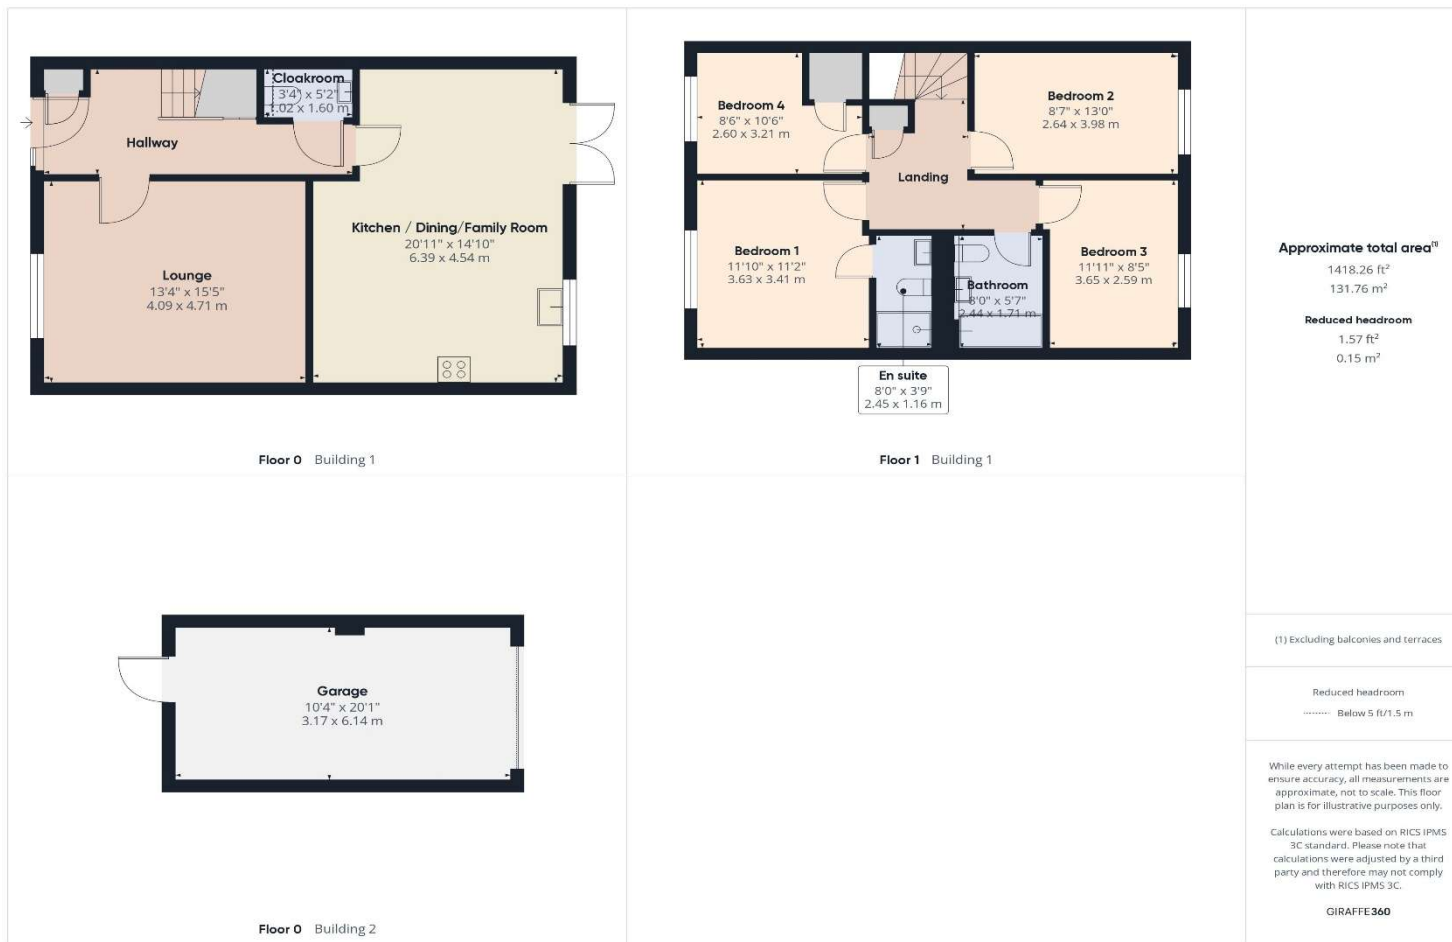 Cloakroom
3'4" x 5'2"
1.02 x 1.60 m
Hallway
Kitchen / Dining/Family Room
20'11" x 14'10"
6.39 x 4.54 m
Lounge
13'4" x 15'5"
4.09 x 4.71 m
Floor 0 Building 1
Bedroom 4
8'6" x 10'6"
2.60 x 3.21 m
Bedroom 2
8'7" x 13'0"
2.64 x 3.98 m
Landing
Bedroom 1
11'10" x 11'2"
3.63 x 3.41 m
Bedroom 3
11'11" x 8'5"
3.65 x 2.59 m
Bathroom
8'0" x 5'7"
2.44 x 1.71 m
En suite
8'0" x 3'9"
2.45 x 1.16 m
Floor 1 Building 1
Garage
10'4" x 20'1"
3.17 x 6.14 m
Floor 0 Building 2
Approximate total area(1)
1418.26 ft²
131.76 m²
Reduced headroom
1.57 ft²
0.15 m²
(1) Excluding balconies and terraces
Reduced headroom
Below 5 ft/1.5 m
While every attempt has been made to
ensure accuracy, all measurements are
approximate, not to scale. This floor
plan is for illustrative purposes only.
Calculations were based on RICS IPMS
3C standard. Please note that
calculations were adjusted by a third
party and therefore may not comply
with RICS IPMS 3C.
GIRAFFE360